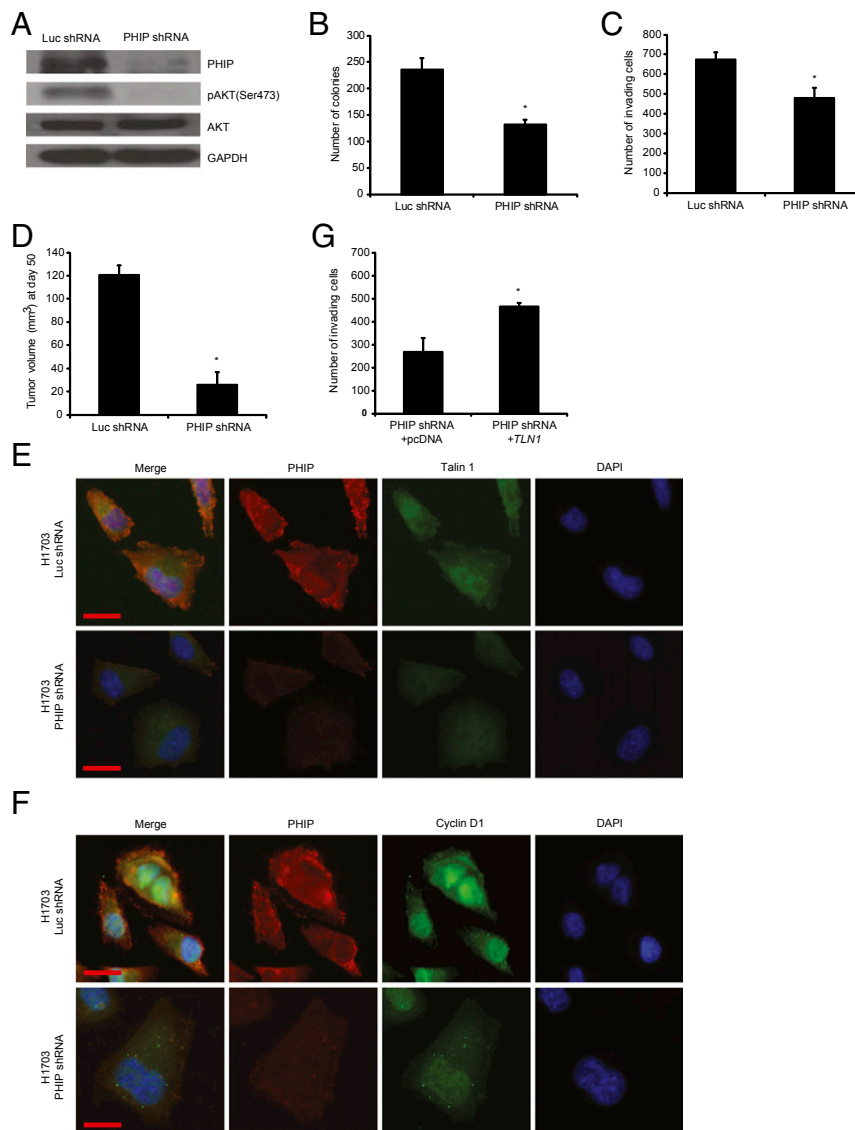 A
Luc shRNA PHIP shRNA
PHIP
pAKT(Ser473)
AKT
GAPDH
B
Number of colonies
250
200
150
100
50
0
*
Luc shRNA PHIP shRNA
C
Number of invading cells
800
700
600
500
400
300
200
100
0
*
Luc shRNA PHIP shRNA
D
Tumor volume (mm3) at day 50
140
120
100
80
60
40
20
0
*
Luc shRNA PHIP shRNA
G
Number of invading cells
700
600
500
400
300
200
100
0
*
PHIP shRNA PHIP shRNA
+pcDNA +TLN1
E
Merge PHIP Talin 1 DAPI
H1703
Luc shRNA
H1703
PHIP shRNA
F
Merge PHIP Cyclin D1 DAPI
H1703
Luc shRNA
H1703
PHIP shRNA